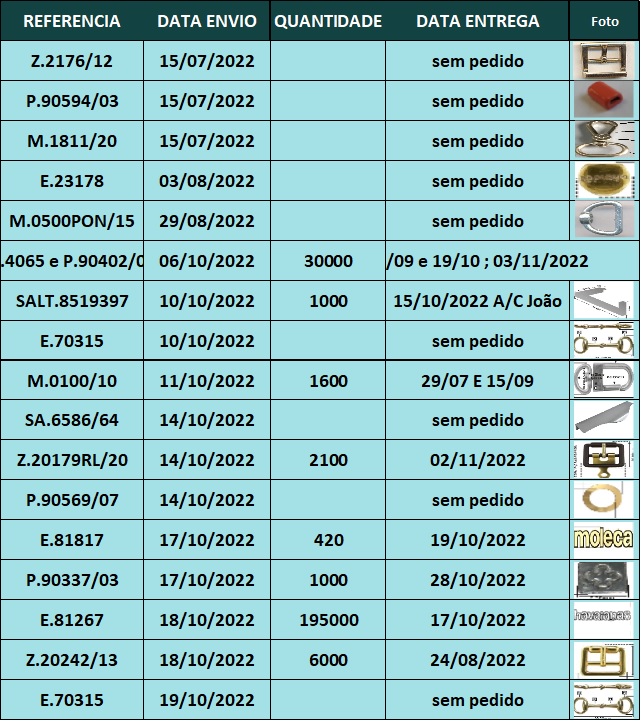 REFERENCIA DATA ENVIO QUANTIDADE DATA ENTREGA Foto
Z.2176/12 15/07/2022 sem pedido
P.90594/03 15/07/2022 sem pedido
M.1811/20 15/07/2022 sem pedido
E.23178 03/08/2022 sem pedido
M.0500PON/15 29/08/2022 sem pedido
.4065 e P.90402/0 06/10/2022 30000 /09 e 19/10 ; 03/11/2022
SALT.8519397 10/10/2022 1000 15/10/2022 A/C João
E.70315 10/10/2022 sem pedido
M.0100/10 11/10/2022 1600 29/07 E 15/09
SA.6586/64 14/10/2022 sem pedido
Z.20179RL/20 14/10/2022 2100 02/11/2022
P.90569/07 14/10/2022 sem pedido
E.81817 17/10/2022 420 19/10/2022 moleca
P.90337/03 17/10/2022 1000 28/10/2022
E.81267 18/10/2022 195000 17/10/2022 havaianas
Z.20242/13 18/10/2022 6000 24/08/2022
E.70315 19/10/2022 sem pedido